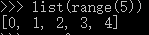 >>> list(range(5))
[0, 1, 2, 3, 4]